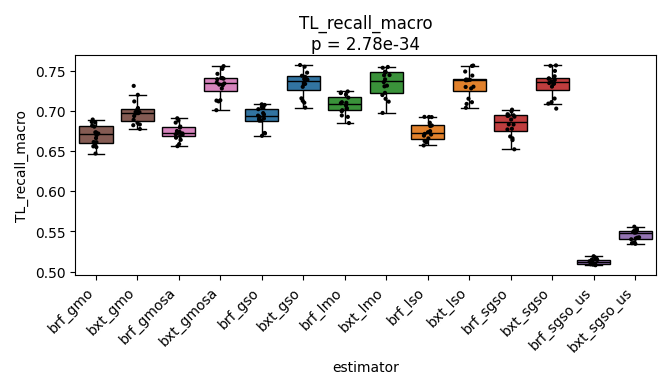 TL_recall_macro
p = 2.78e-34
TL_recall_macro
0.75
0.70
0.65
0.60
0.55
0.50
brf_gmo
bxt_gmo
brf_gmosa
bxt_gmosa
brf_gso
bxt_gso
brf_lmo
bxt_lmo
brf_lso
bxt_lso
brf_sgso
bxt_sgso
brf_sgso_us
bxt_sgso_us
estimator